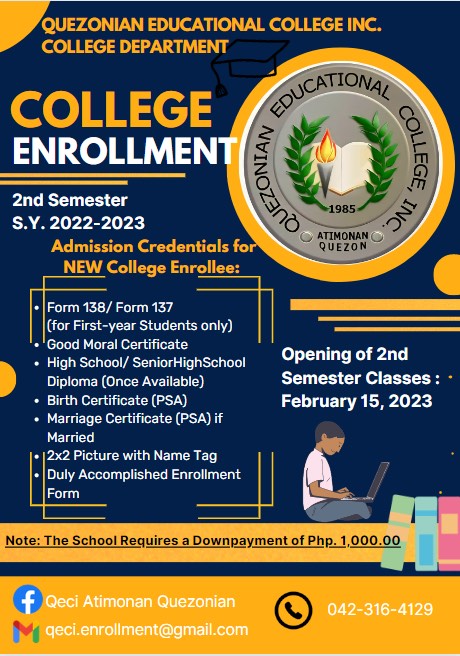 QUEZONIAN EDUCATIONAL COLLEGE INC.
COLLEGE DEPARTMENT
COLLEGE
ENROLLMENT
QUEZONIAN EDUCATIONAL COLLEGE, INC.
1985
ATIMONAN
QUEZON
2nd Semester
S.Y. 2022-2023
Admission Credentials for
NEW College Enrollee:
• Form 138/ Form 137
(for First-year Students only)
• Good Moral Certificate
• High School/ SeniorHighSchool
Diploma (Once Available)
• Birth Certificate (PSA)
• Marriage Certificate (PSA) if
Married
• 2x2 Picture with Name Tag
• Duly Accomplished Enrollment
Form
Opening of 2nd
Semester Classes :
February 15, 2023
Note: The School Requires a Downpayment of Php. 1,000.00
Qeci Atimonan Quezonian
qeci.enrollment@gmail.com
042-316-4129